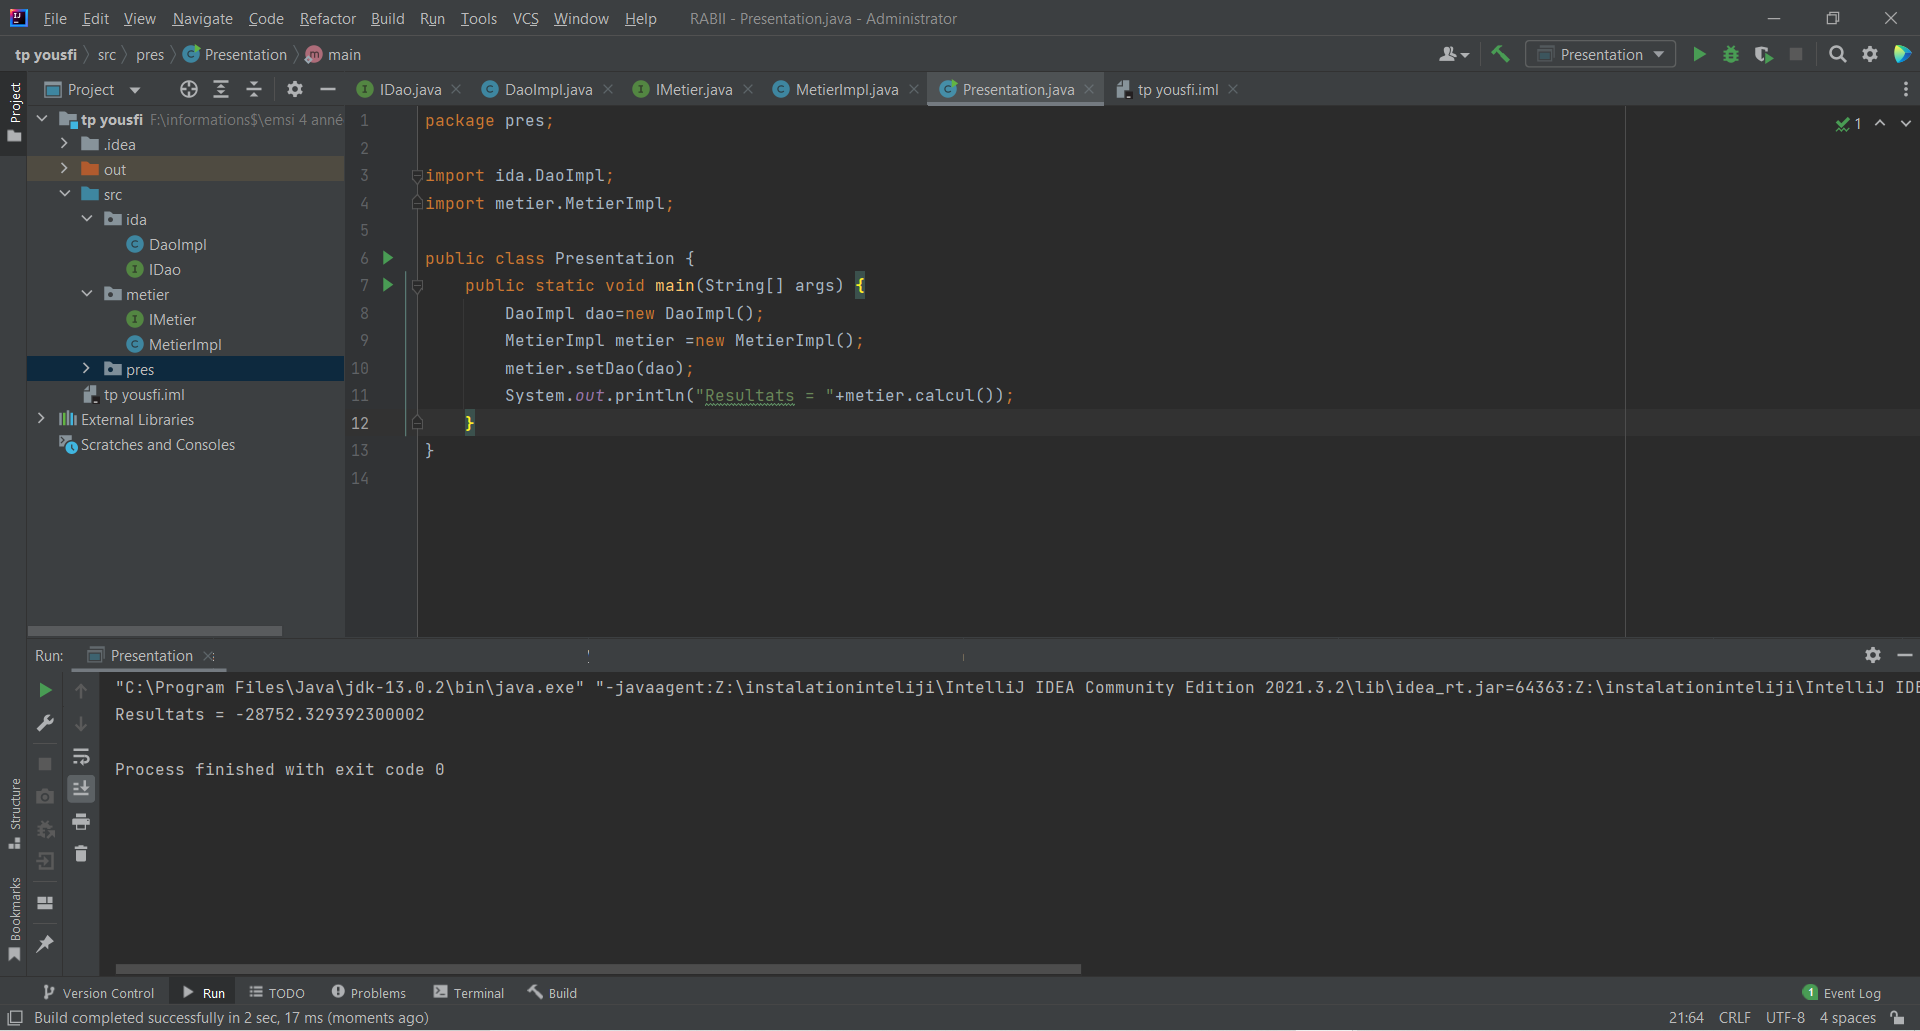 File Edit View Navigate Code Refactor Build Run Tools VCS Window Help RABII - Presentation.java - Administrator
tp yousfi src pres Presentation main Presentation
Project IDao.java DaoImpl.java IMetier.java MetierImpl.java Presentation.java tp yousfi.iml
Project
tp yousfi F:\informations$\emsi 4 anné
.idea
out
src
ida
DaoImpl
IDao
metier
IMetier
MetierImpl
pres
tp yousfi.iml
External Libraries
Scratches and Consoles
1 package pres;
2
3 import ida.DaoImpl;
4 import metier.MetierImpl;
5
6 public class Presentation {
7 public static void main(String[] args) {
8 DaoImpl dao=new DaoImpl();
9 MetierImpl metier =new MetierImpl();
10 metier.setDao(dao);
11 System.out.println("Resultats = "+metier.calcul());
12 }
13 }
14
1
Run: Presentation
"C:\Program Files\Java\jdk-13.0.2\bin\java.exe" "-javaagent:Z:\instalationinteliji\IntelliJ IDEA Community Edition 2021.3.2\lib\idea_rt.jar=64363:Z:\instalationinteliji\IntelliJ IDE
Resultats = -28752.329392300002
Process finished with exit code 0
Structure
Bookmarks
Version Control Run TODO Problems Terminal Build 1 Event Log
Build completed successfully in 2 sec, 17 ms (moments ago) 21:64 CRLF UTF-8 4 spaces